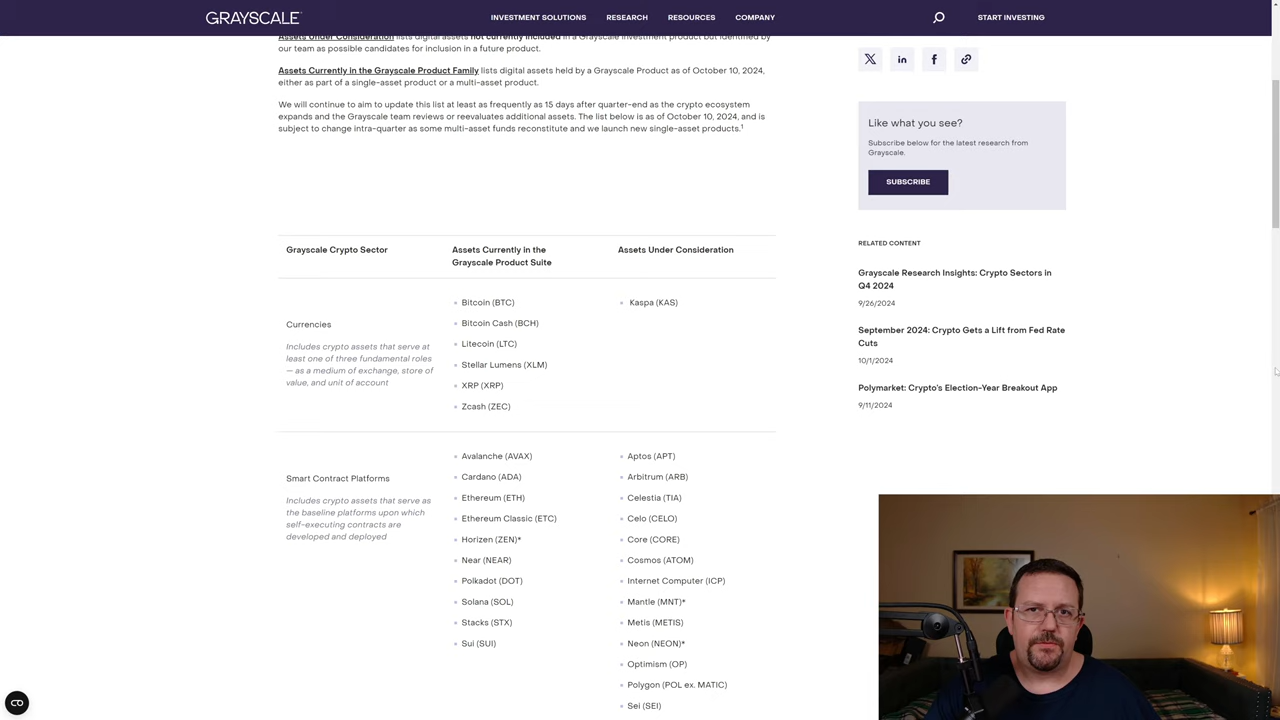 GRAYSCALE
INVESTMENT SOLUTIONS
RESEARCH
RESOURCES
COMPANY
START INVESTING
Assets Under Consideration lists digital assets not currently included in a Grayscale investment product but identified by
our team as possible candidates for inclusion in a future product.
Assets Currently in the Grayscale Product Family lists digital assets held by a Grayscale Product as of October 10, 2024,
either as part of a single-asset product or a multi-asset product.
We will continue to aim to update this list at least as frequently as 15 days after quarter-end as the crypto ecosystem
expands and the Grayscale team reviews or reevaluates additional assets. The list below is as of October 10, 2024, and is
subject to change intra-quarter as some multi-asset funds reconstitute and we launch new single-asset products.1
Grayscale Crypto Sector
Assets Currently in the
Grayscale Product Suite
Assets Under Consideration
Currencies
Includes crypto assets that serve at
least one of three fundamental roles
— as a medium of exchange, store of
value, and unit of account
Bitcoin (BTC)
Bitcoin Cash (BCH)
Litecoin (LTC)
Stellar Lumens (XLM)
XRP (XRP)
Zcash (ZEC)
Kaspa (KAS)
Smart Contract Platforms
Includes crypto assets that serve as
the baseline platforms upon which
self-executing contracts are
developed and deployed
Avalanche (AVAX)
Cardano (ADA)
Ethereum (ETH)
Ethereum Classic (ETC)
Horizen (ZEN)*
Near (NEAR)
Polkadot (DOT)
Solana (SOL)
Stacks (STX)
Sui (SUI)
Aptos (APT)
Arbitrum (ARB)
Celestia (TIA)
Celo (CELO)
Core (CORE)
Cosmos (ATOM)
Internet Computer (ICP)
Mantle (MNT)*
Metis (METIS)
Neon (NEON)*
Optimism (OP)
Polygon (POL ex. MATIC)
Sei (SEI)
Like what you see?
Subscribe below for the latest research from
Grayscale.
SUBSCRIBE
RELATED CONTENT
Grayscale Research Insights: Crypto Sectors in
Q4 2024
9/26/2024
September 2024: Crypto Gets a Lift from Fed Rate
Cuts
10/1/2024
Polymarket: Crypto's Election-Year Breakout App
9/11/2024